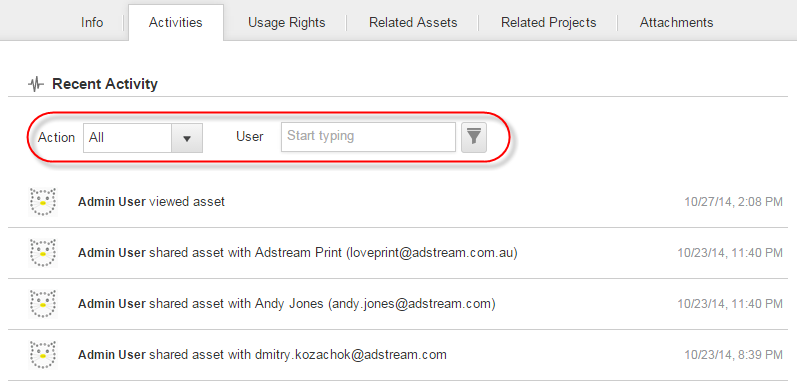 Info Activities Usage Rights Related Assets Related Projects Attachments
Recent Activity
Action All User Start typing
Admin User viewed asset 10/27/14, 2:08 PM
Admin User shared asset with Adstream Print (loveprint@adstream.com.au) 10/23/14, 11:40 PM
Admin User shared asset with Andy Jones (andy.jones@adstream.com) 10/23/14, 11:40 PM
Admin User shared asset with dmitry.kozachok@adstream.com 10/23/14, 8:39 PM